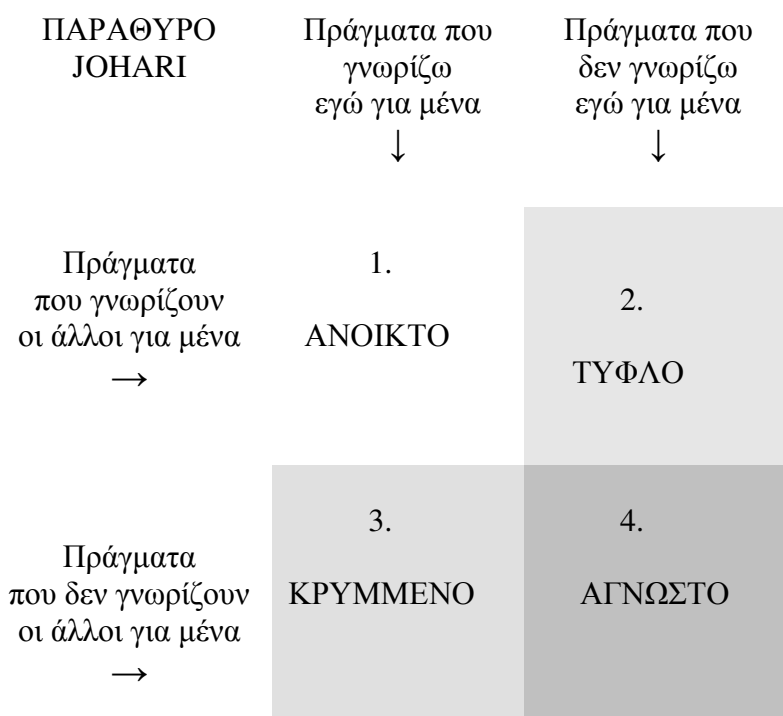 ΠΑΡΑΘΥΡΟ
JOHARI
Πράγματα που
γνωρίζω
εγώ για μένα
↓
Πράγματα που
δεν γνωρίζω
εγώ για μένα
↓
Πράγματα
που γνωρίζουν
οι άλλοι για μένα
→
1.
ΑΝΟΙΚΤΟ
2.
ΤΥΦΛΟ
Πράγματα
που δεν γνωρίζουν
οι άλλοι για μένα
→
3.
ΚΡΥΜΜΕΝΟ
4.
ΑΓΝΩΣΤΟ